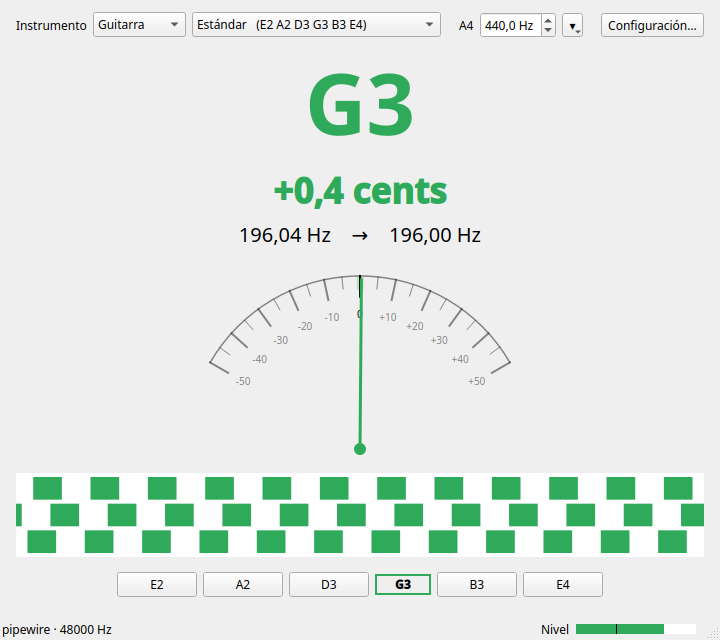 Instrumento Guitarra Estándar (E2 A2 D3 G3 B3 E4) A4 440,0 Hz Configuración...
G3
+0,4 cents
196,04 Hz → 196,00 Hz
-50 -40 -30 -20 -10 0 +10 +20 +30 +40 +50
E2 A2 D3 G3 B3 E4
pipewire · 48000 Hz Nivel